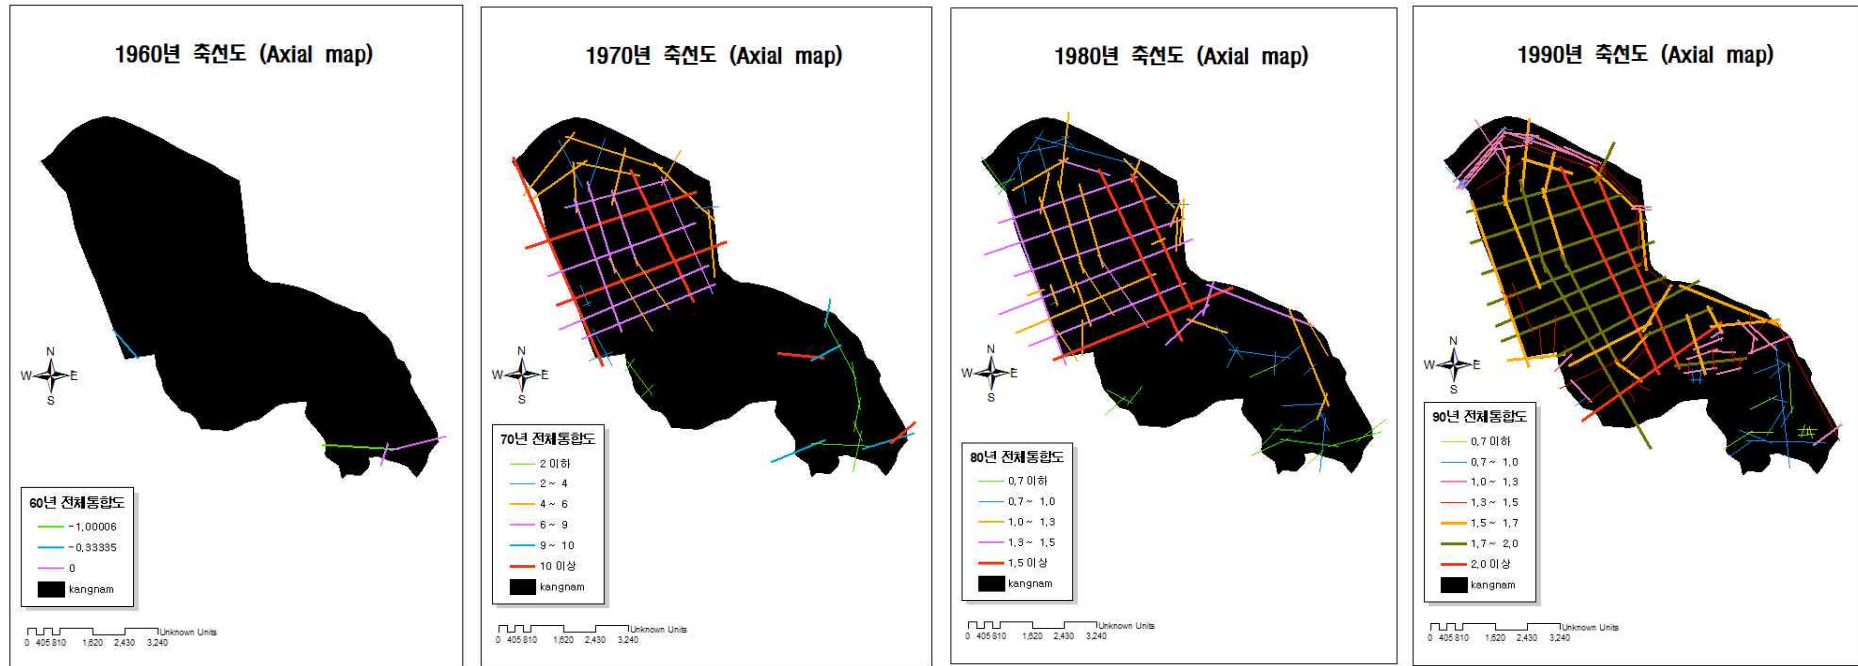 1960년 축선도 (Axial map)
N
W E
S
60년 전체통합도
-1,00006
-0,33335
0
kangnam
Unknown Units
0 405 810 1,620 2,430 3,240
1970년 축선도 (Axial map)
N
W E
S
70년 전체통합도
2 이하
2 ~ 4
4 ~ 6
6 ~ 9
9 ~ 10
10 이상
kangnam
Unknown Units
0 405 810 1,620 2,430 3,240
1980년 축선도 (Axial map)
N
W E
S
80년 전체통합도
0,7 이하
0,7 ~ 1,0
1,0 ~ 1,3
1,3 ~ 1,5
1,5 이상
kangnam
Unknown Units
0 405 810 1,620 2,430 3,240
1990년 축선도 (Axial map)
N
W E
S
90년 전체통합도
0,7 이하
0,7 ~ 1,0
1,0 ~ 1,3
1,3 ~ 1,5
1,5 ~ 1,7
1,7 ~ 2,0
2,0 이상
kangnam
Unknown Units
0 405 810 1,620 2,430 3,240